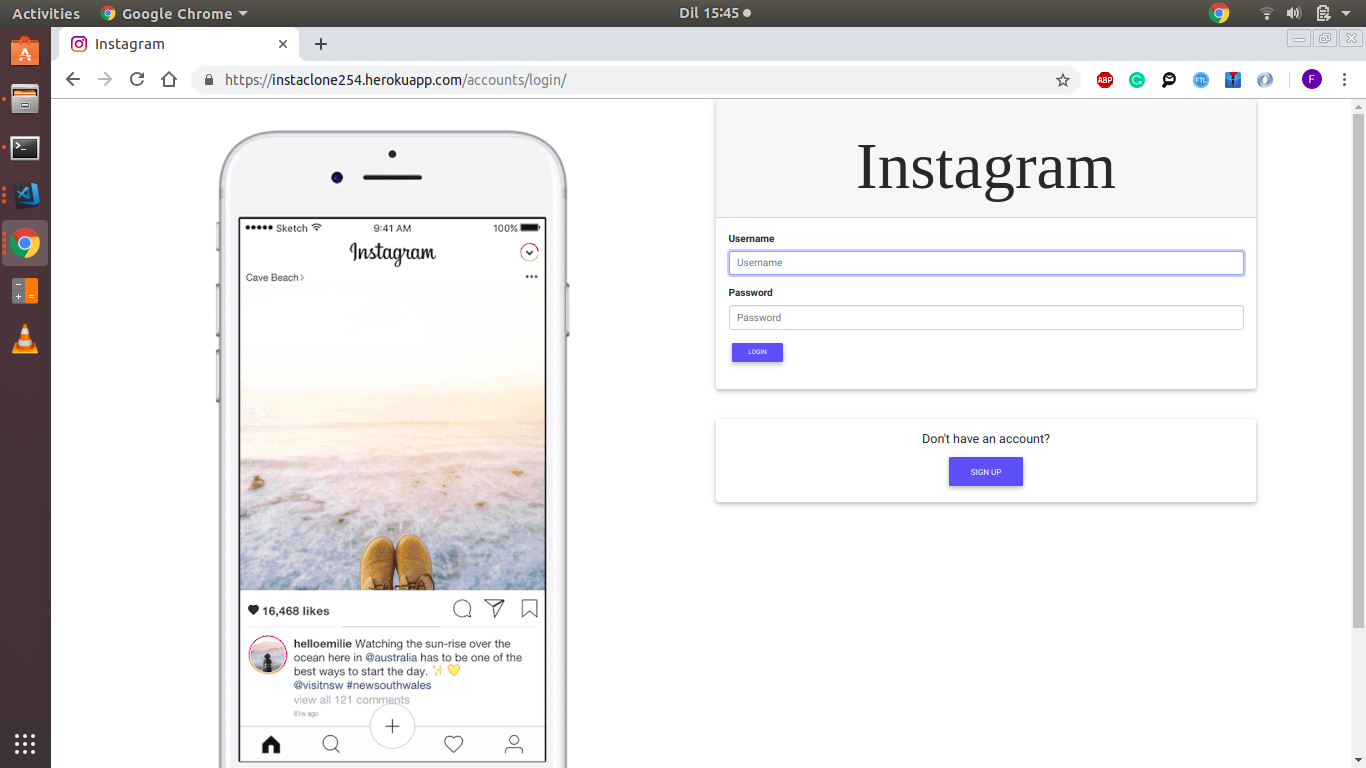 Activities
Google Chrome
Dil 15:45
Instagram
https://instaclone254.herokuapp.com/accounts/login/
ABP
FTL
F
Sketch
9:41 AM
100%
Instagram
Cave Beach
16,468 likes
helloemilie Watching the sun-rise over the
ocean here in @australia has to be one of the
best ways to start the day. ✨💛
@visitnsw #newsouthwales
view all 121 comments
81w ago
Instagram
Username
Username
Password
Password
LOGIN
Don't have an account?
SIGN UP